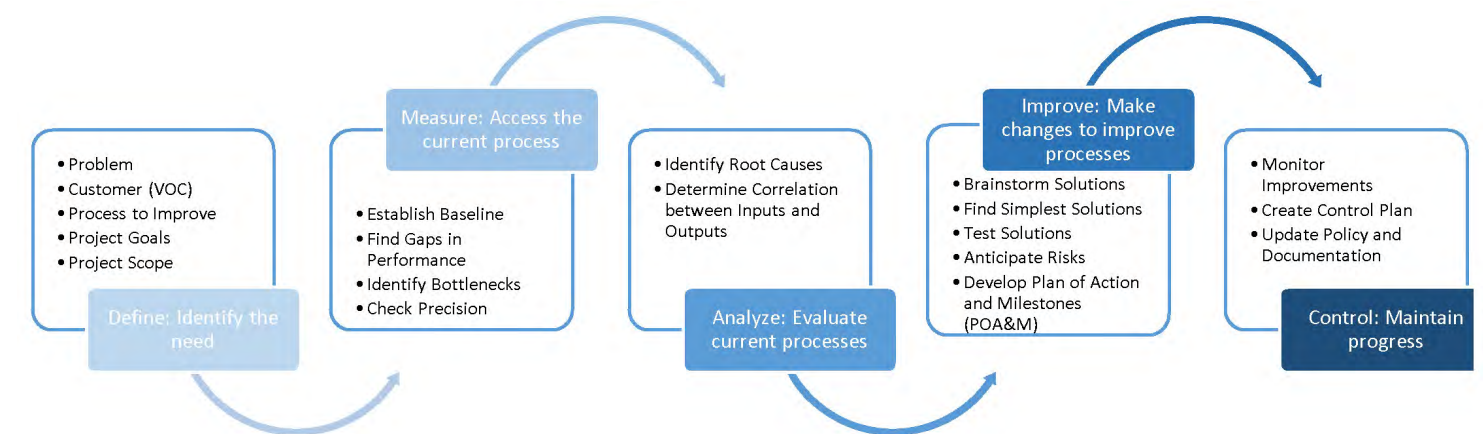 • Problem
• Customer (VOC)
• Process to Improve
• Project Goals
• Project Scope
Define: Identify the
need
Measure: Access the
current process
• Establish Baseline
• Find Gaps in
Performance
• Identify Bottlenecks
• Check Precision
• Identify Root Causes
• Determine Correlation
between Inputs and
Outputs
Analyze: Evaluate
current processes
Improve: Make
changes to improve
processes
• Brainstorm Solutions
• Find Simplest Solutions
• Test Solutions
• Anticipate Risks
• Develop Plan of Action
and Milestones
(POA&M)
• Monitor
Improvements
• Create Control Plan
• Update Policy and
Documentation
Control: Maintain
progress